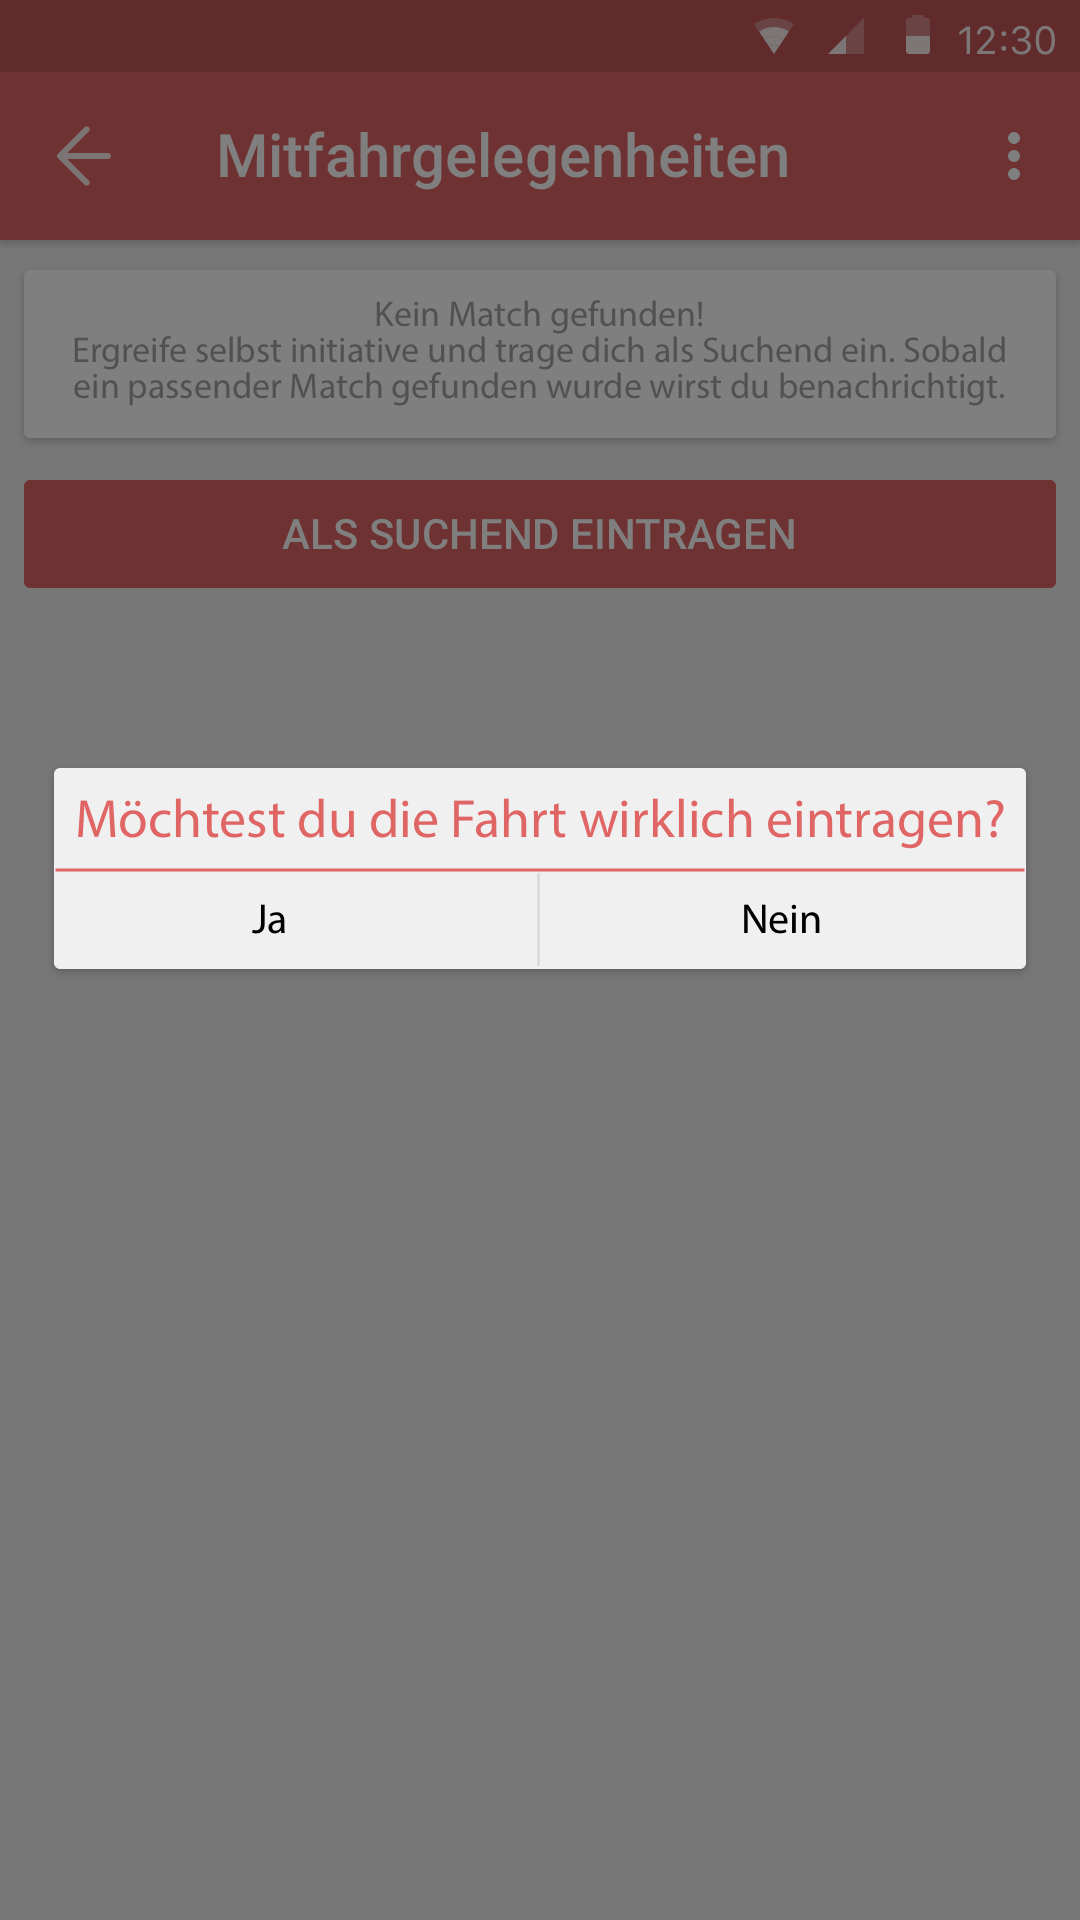 12:30
Mitfahrgelegenheiten
Kein Match gefunden!
Ergreife selbst initiative und trage dich als Suchend ein. Sobald
ein passender Match gefunden wurde wirst du benachrichtigt.
ALS SUCHEND EINTRAGEN
Möchtest du die Fahrt wirklich eintragen?
Ja
Nein